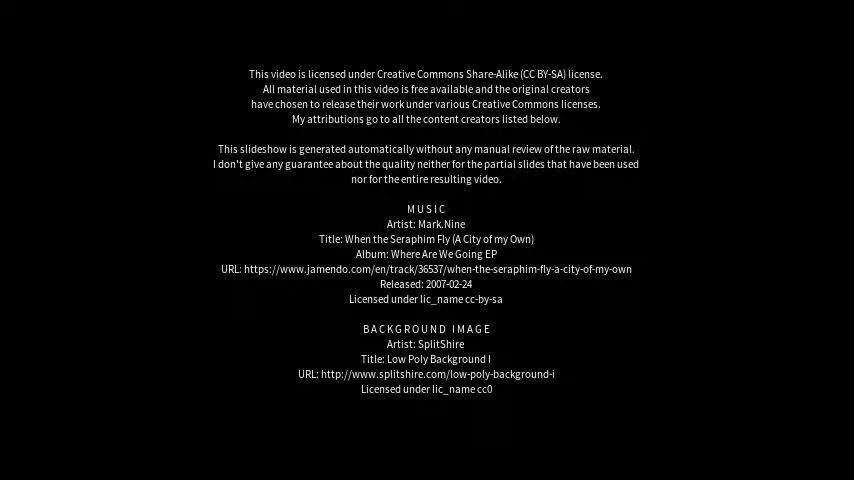 This video is licensed under Creative Commons Share-Alike (CC BY-SA) license.
All material used in this video is free available and the original creators
have chosen to release their work under various Creative Commons licenses.
My attributions go to all the content creators listed below.
This slideshow is generated automatically without any manual review of the raw material.
I don't give any guarantee about the quality neither for the partial slides that have been used
nor for the entire resulting video.
M U S I C
Artist: Mark.Nine
Title: When the Seraphim Fly (A City of my Own)
Album: Where Are We Going EP
URL: https://www.jamendo.com/en/track/36537/when-the-seraphim-fly-a-city-of-my-own
Released: 2007-02-24
Licensed under lic_name cc-by-sa
B A C K G R O U N D   I M A G E
Artist: SplitShire
Title: Low Poly Background I
URL: http://www.splitshire.com/low-poly-background-i
Licensed under lic_name cc0